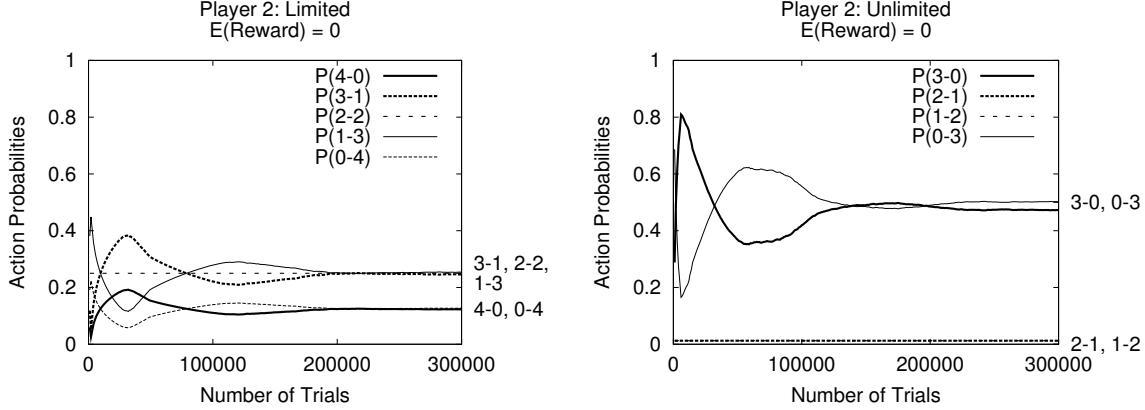 Player 2: Limited
E(Reward) = 0
1
0.8
0.6
0.4
0.2
0
0
100000
200000
300000
Action Probabilities
Number of Trials
P(4-0)
P(3-1)
P(2-2)
P(1-3)
P(0-4)
3-1, 2-2,
1-3
4-0, 0-4
Player 2: Unlimited
E(Reward) = 0
1
0.8
0.6
0.4
0.2
0
0
100000
200000
300000
Action Probabilities
Number of Trials
P(3-0)
P(2-1)
P(1-2)
P(0-3)
3-0, 0-3
2-1, 1-2